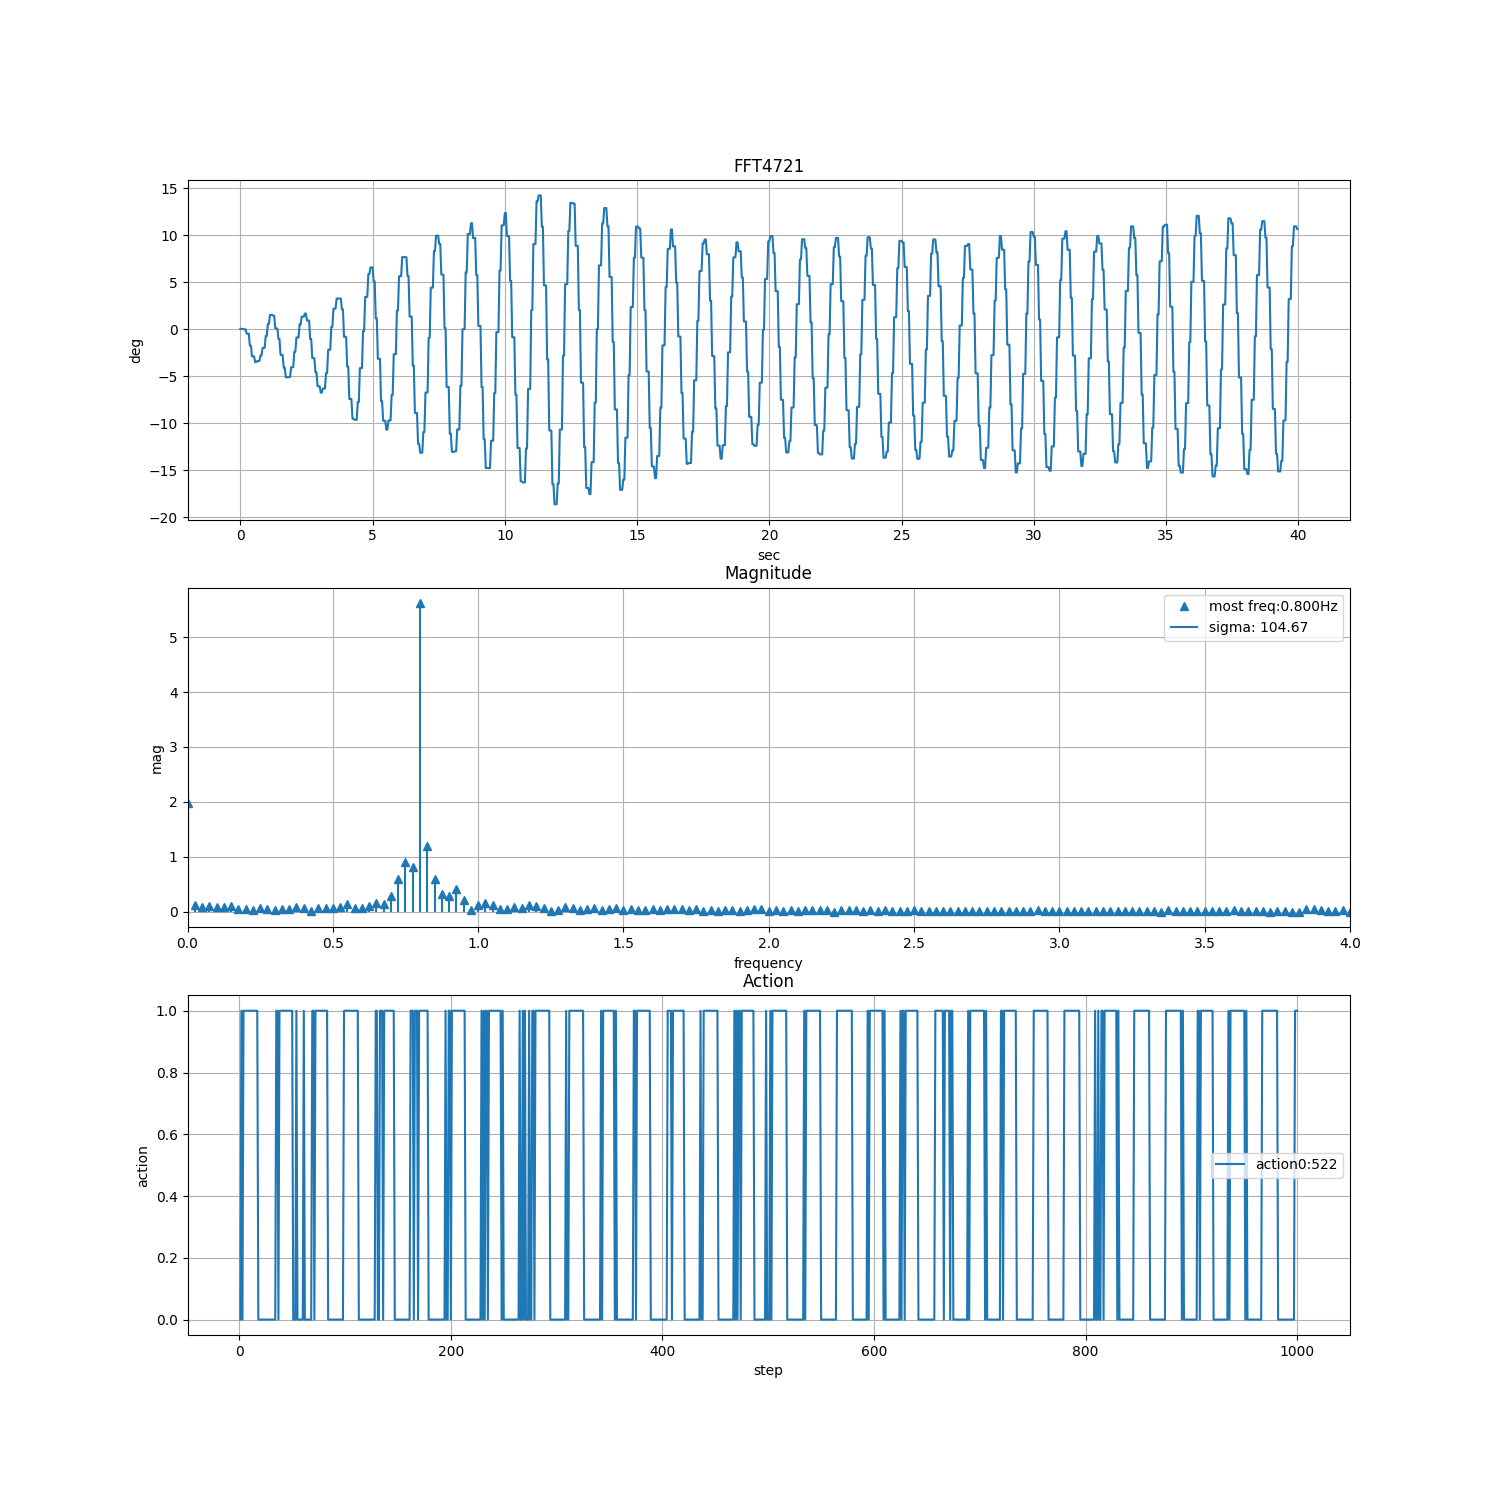 FFT4721
15
10
5
0
−5
−10
−15
−20
deg
0 5 10 15 20 25 30 35 40
sec
Magnitude
most freq:0.800Hz
sigma: 104.67
5
4
3
2
1
0
mag
0.0 0.5 1.0 1.5 2.0 2.5 3.0 3.5 4.0
frequency
Action
1.0
0.8
0.6
0.4
0.2
0.0
action
action0:522
0 200 400 600 800 1000
step